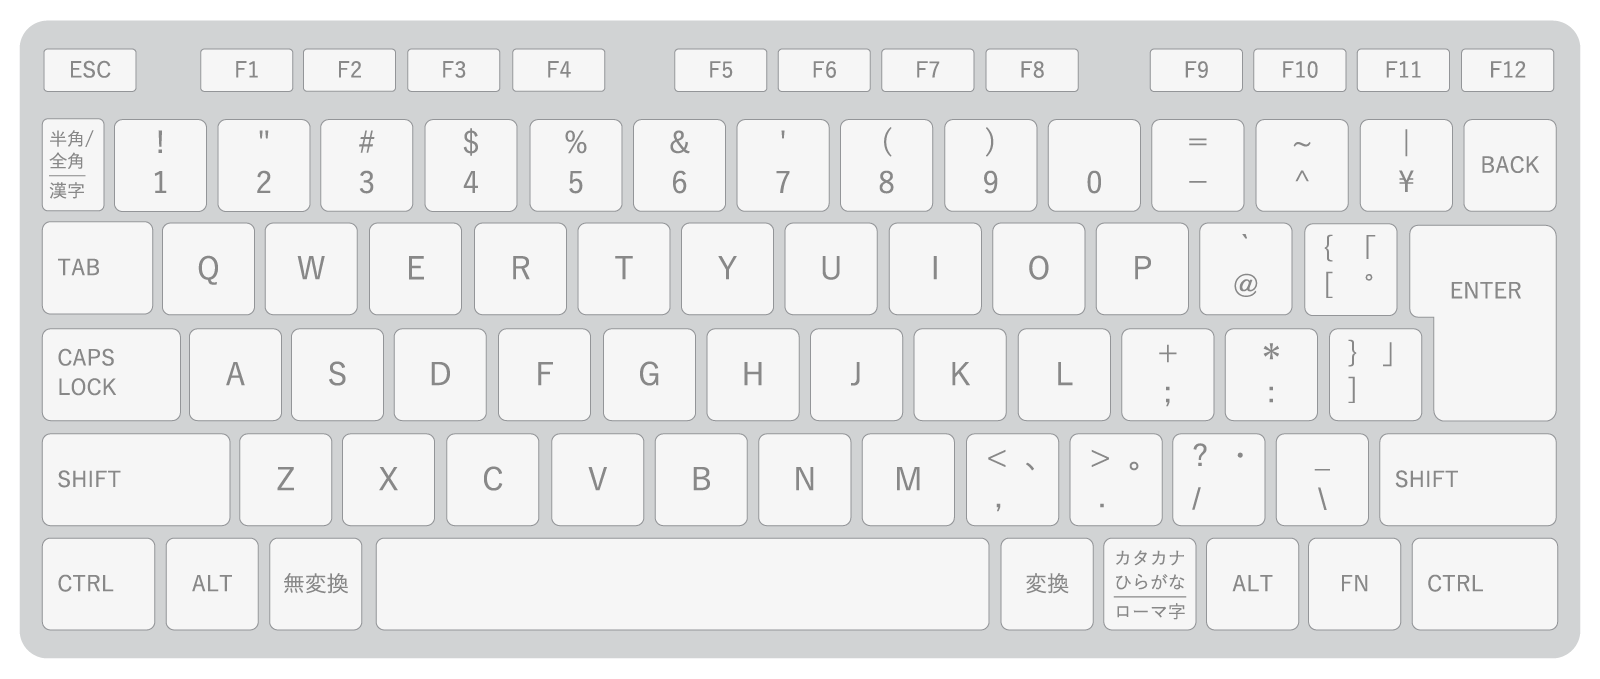 ESC F1 F2 F3 F4 F5 F6 F7 F8 F9 F10 F11 F12
半角/
全角
漢字
! " # $ % & ' ( ) = ~ |
1 2 3 4 5 6 7 8 9 0 - ^ ¥ BACK
TAB Q W E R T Y U I O P ` @ { 「 [ ° ENTER
CAPS
LOCK
A S D F G H J K L + ; * : } 」 ]
SHIFT Z X C V B N M < 、 , > 。 . ? ・ / _ \ SHIFT
CTRL ALT 無変換 変換
カタカナ
ひらがな
ローマ字
ALT FN CTRL